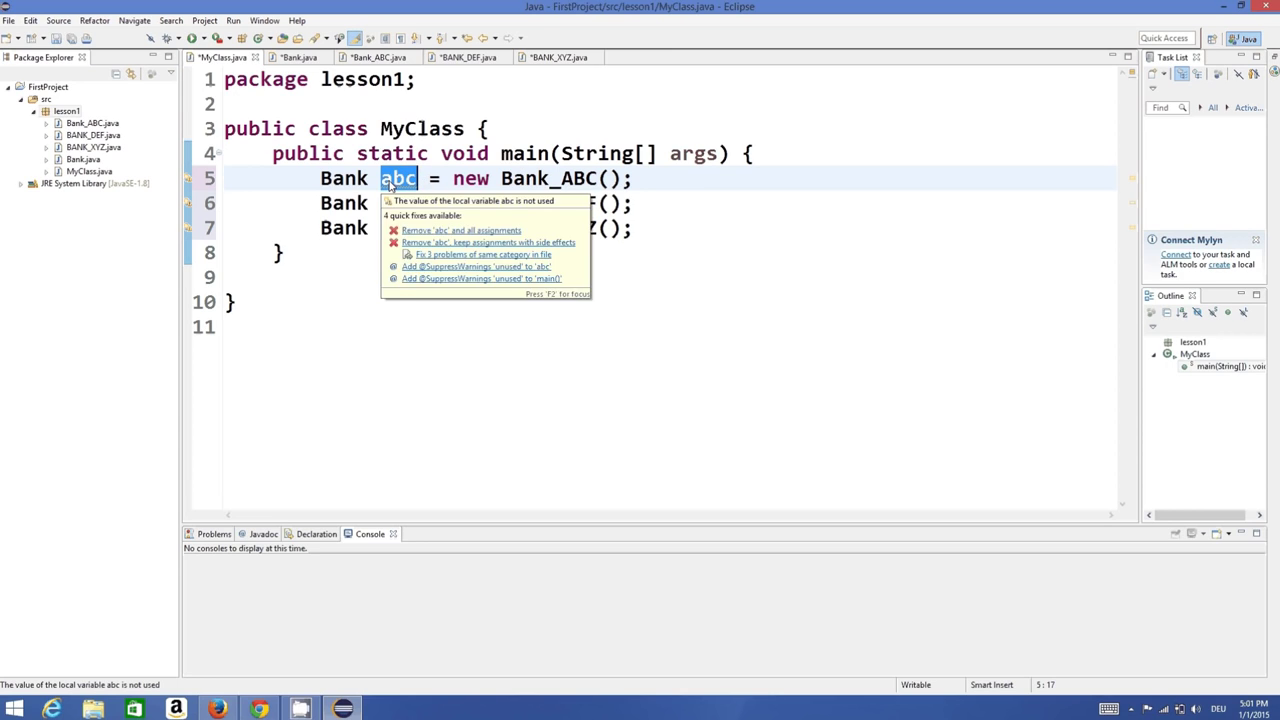 Java - FirstProject/src/lesson1/MyClass.java - Eclipse
File Edit Source Refactor Navigate Search Project Run Window Help
Quick Access Java
Package Explorer
*MyClass.java *Bank.java *Bank_ABC.java *BANK_DEF.java *BANK_XYZ.java
Task List
FirstProject
src
lesson1
Bank_ABC.java
BANK_DEF.java
BANK_XYZ.java
Bank.java
MyClass.java
JRE System Library [JavaSE-1.8]
1 package lesson1;
2
3 public class MyClass {
4 public static void main(String[] args) {
5 Bank abc = new Bank_ABC();
6 Bank F();
7 Bank Z();
8 }
9
10 }
11
The value of the local variable abc is not used
4 quick fixes available:
Remove 'abc' and all assignments
Remove 'abc', keep assignments with side effects
Fix 3 problems of same category in file
Add @SuppressWarnings 'unused' to 'abc'
Add @SuppressWarnings 'unused' to 'main()'
Press 'F2' for focus
Find All Activa...
Connect Mylyn
Connect to your task and
ALM tools or create a local
task.
Outline
lesson1
MyClass
main(String[]) : void
Problems Javadoc Declaration Console
No consoles to display at this time.
The value of the local variable abc is not used Writable Smart Insert 5 : 17
DEU 5:01 PM
1/1/2015